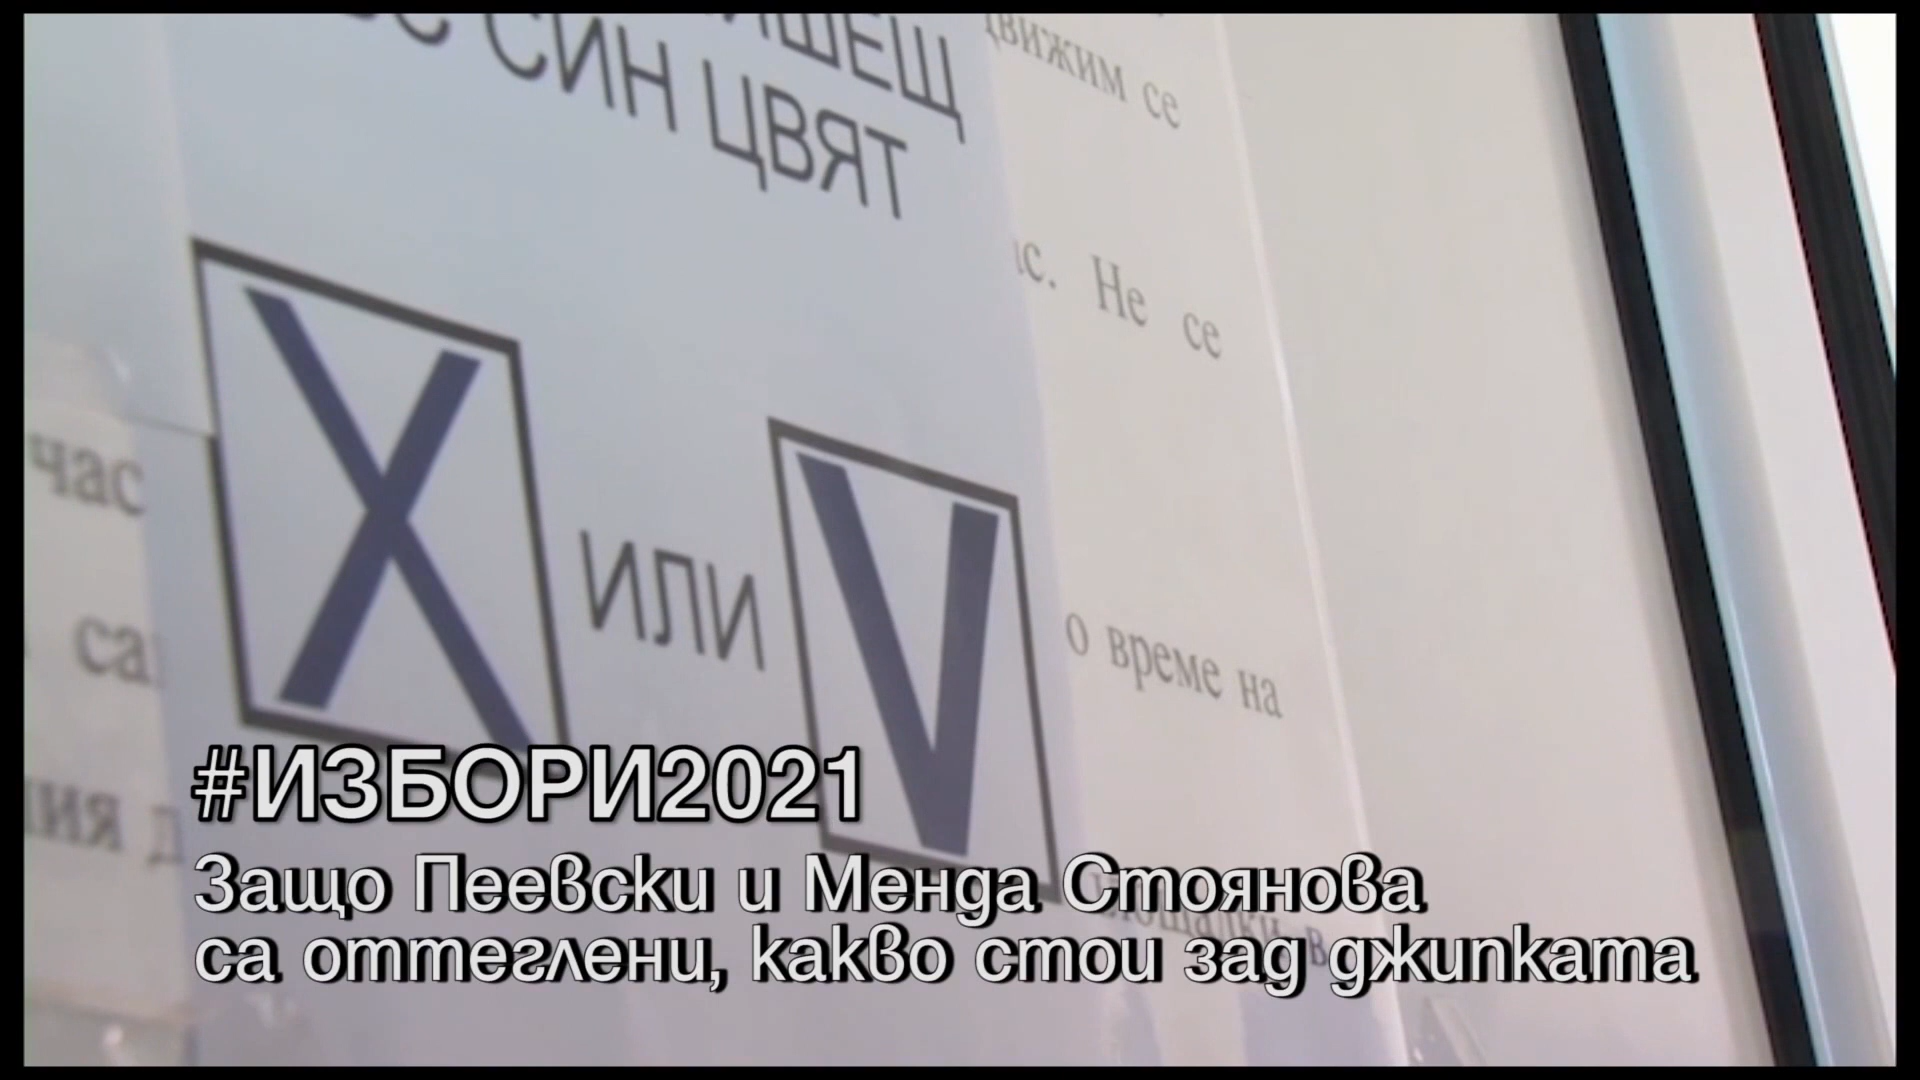 ДВИЖИМ СЕ
СИН ЦВЯТ
Не се
час
X ИЛИ V
о време на
#ИЗБОРИ2021
Защо Пеевски и Менда Стоянова
са оттеглени, какво стои зад джипката